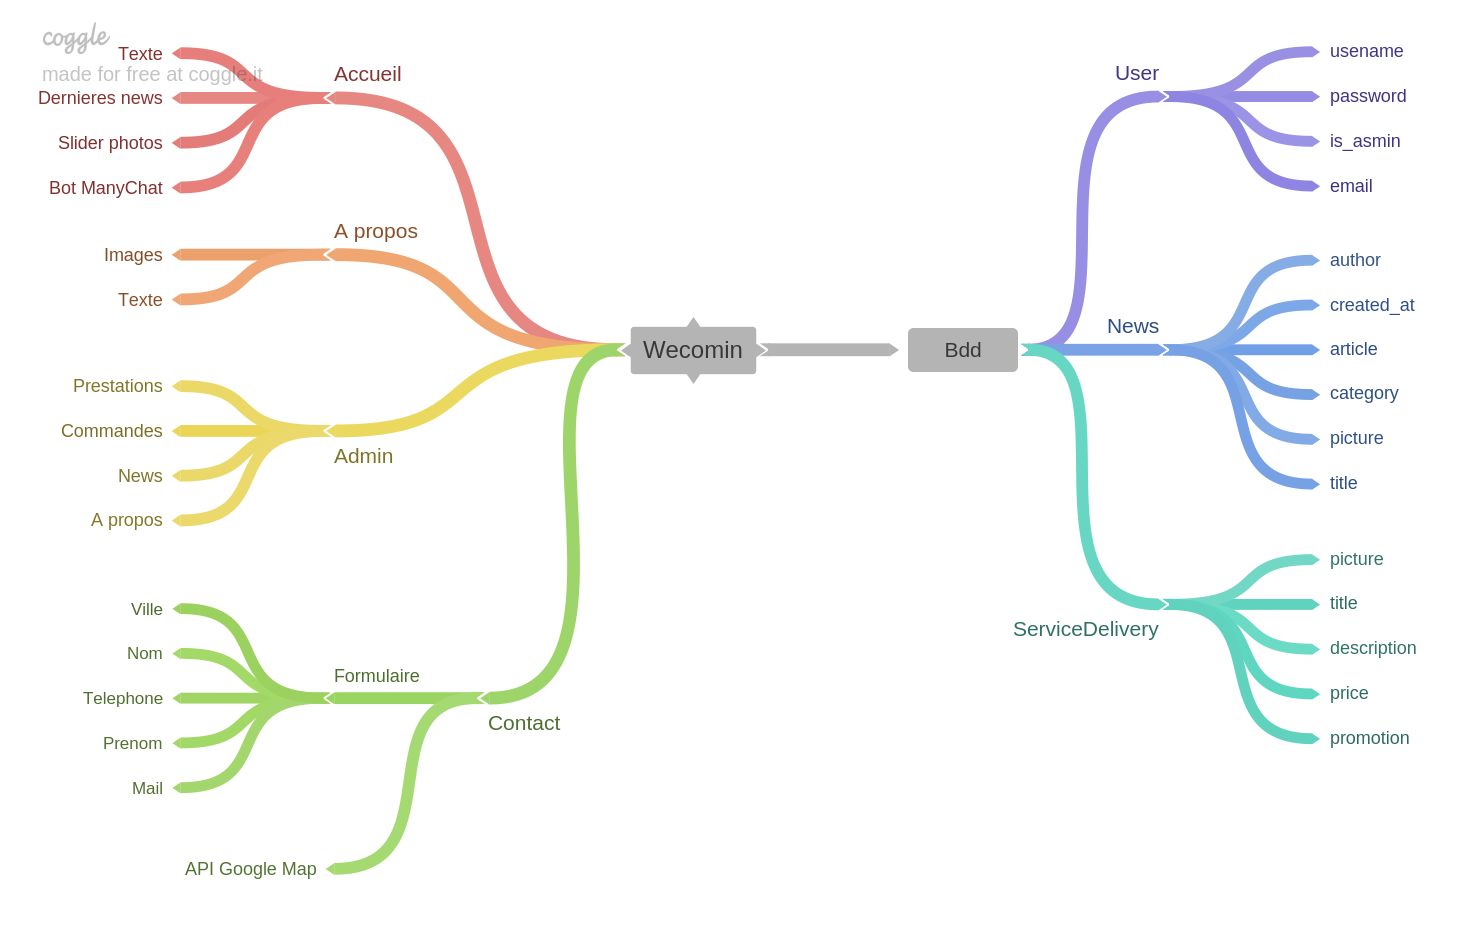 coggle
made for free at coggle.it
Wecomin
Accueil
Texte
Dernieres news
Slider photos
Bot ManyChat
A propos
Images
Texte
Admin
Prestations
Commandes
News
A propos
Contact
Formulaire
Ville
Nom
Telephone
Prenom
Mail
API Google Map
Bdd
User
usename
password
is_asmin
email
News
author
created_at
article
category
picture
title
ServiceDelivery
picture
title
description
price
promotion